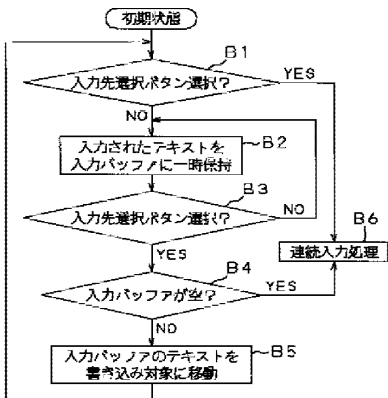 初期状態
B1
入力先選択ボタン選択?
YES
NO
B2
入力されたテキストを
入力バッファに一時保持
B3
入力先選択ボタン選択?
NO
B6
連続入力処理
YES
B4
入力バッファが空?
YES
NO
B5
入力バッファのテキストを
書き込み対象に移動